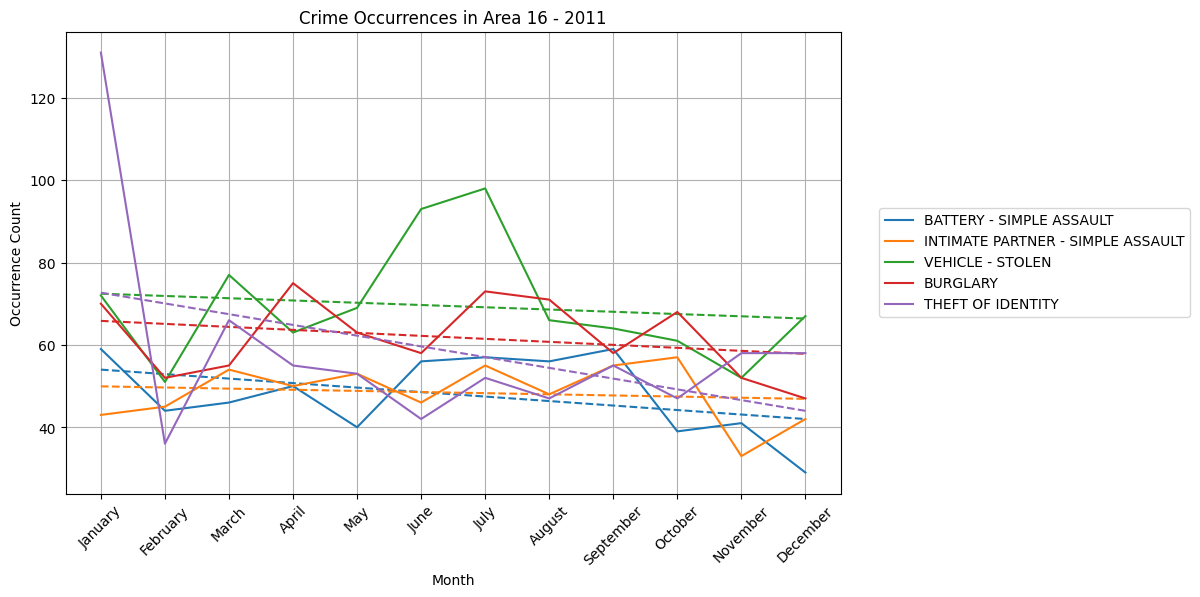 Crime Occurrences in Area 16 - 2011
Occurrence Count
120
100
80
60
40
January
February
March
April
May
June
July
August
September
October
November
December
Month
BATTERY - SIMPLE ASSAULT
INTIMATE PARTNER - SIMPLE ASSAULT
VEHICLE - STOLEN
BURGLARY
THEFT OF IDENTITY